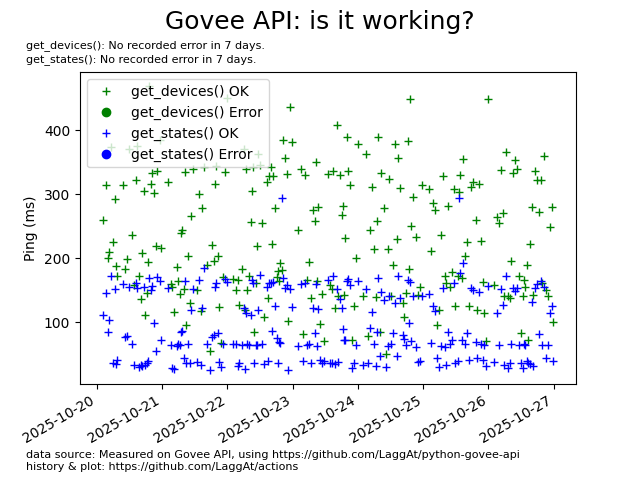 Govee API: is it working?
get_devices(): No recorded error in 7 days.
get_states(): No recorded error in 7 days.
get_devices() OK
get_devices() Error
get_states() OK
get_states() Error
Ping (ms)
400
300
200
100
2025-10-20
2025-10-21
2025-10-22
2025-10-23
2025-10-24
2025-10-25
2025-10-26
2025-10-27
data source: Measured on Govee API, using https://github.com/LaggAt/python-govee-api
history & plot: https://github.com/LaggAt/actions